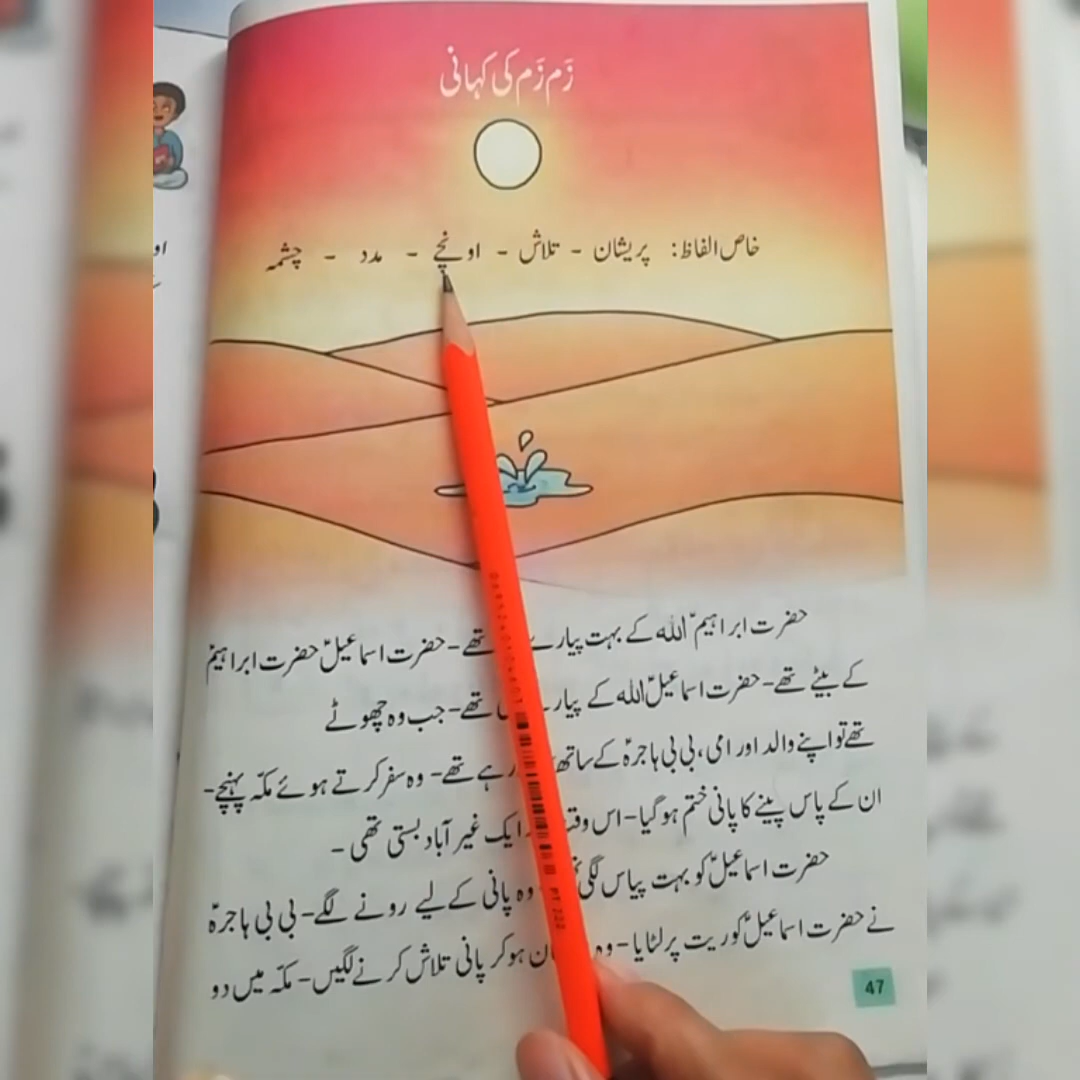 زَم زَم کی کہانی
خاص الفاظ: پریشان - تلاش - اونچے - مدد - چشمہ
حضرت ابراہیمؑ اللہ کے بہت پیارے تھے - حضرت اسماعیلؑ حضرت ابراہیمؑ
کے بیٹے تھے - حضرت اسماعیلؑ اللہ کے پیارے تھے - جب وہ چھوٹے
تھے تو اپنے والد اور امی، بی بی ہاجرہؑ کے ساتھ رہے تھے - وہ سفر کرتے ہوئے مکّہ پہنچے -
ان کے پاس پینے کا پانی ختم ہو گیا - اس ایک غیر آباد بستی تھی -
حضرت اسماعیلؑ کو بہت پیاس لگی وہ پانی کے لیے رونے لگے - بی بی ہاجرہؑ
نے حضرت اسماعیلؑ کو ریت پر لٹایا - وہ ہو کر پانی تلاش کرنے لگیں - مکّہ میں دو
47
PT 222